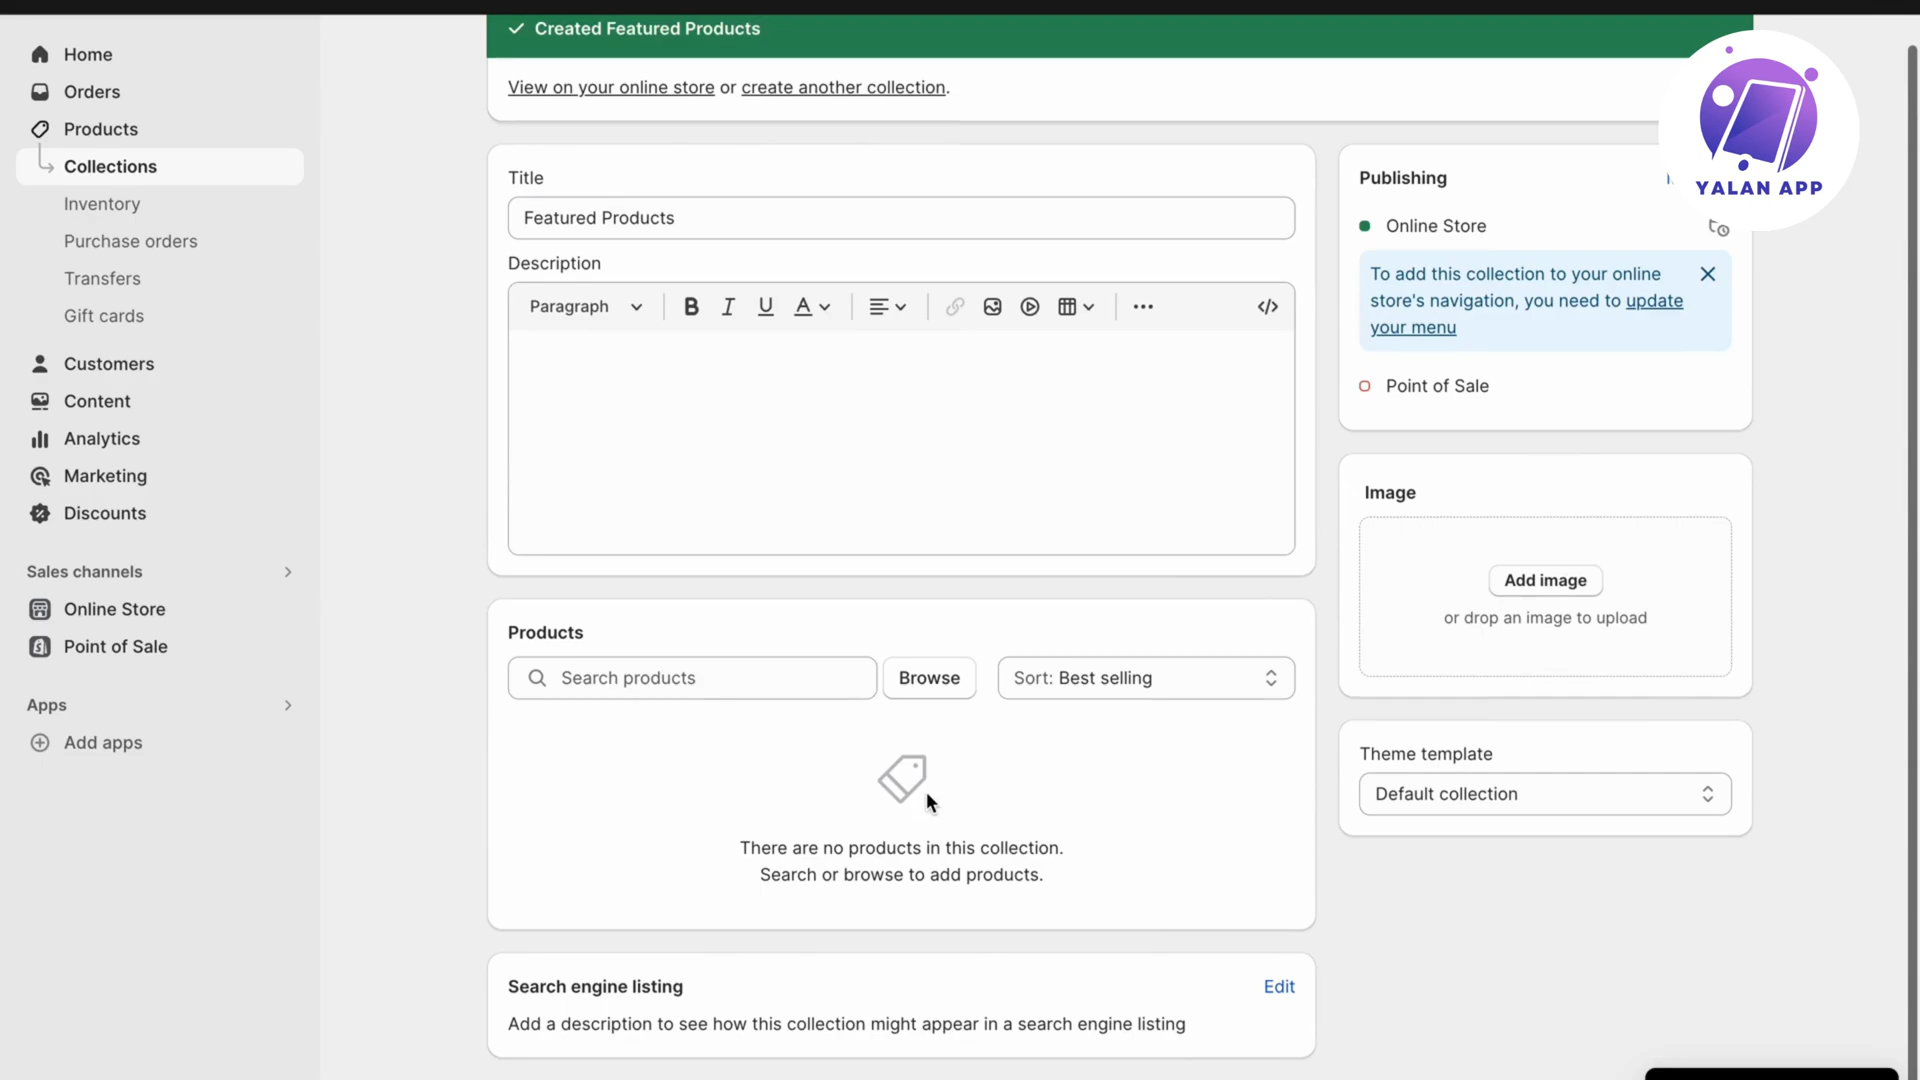 Home
Orders
Products
Collections
Inventory
Purchase orders
Transfers
Gift cards
Customers
Content
Analytics
Marketing
Discounts
Sales channels
Online Store
Point of Sale
Apps
Add apps
Created Featured Products
View on your online store or create another collection.
Title
Featured Products
Description
Paragraph
B I U A
Products
Search products
Browse
Sort: Best selling
There are no products in this collection.
Search or browse to add products.
Search engine listing
Edit
Add a description to see how this collection might appear in a search engine listing
Publishing
Online Store
To add this collection to your online
store's navigation, you need to update
your menu
Point of Sale
Image
Add image
or drop an image to upload
Theme template
Default collection
YALAN APP